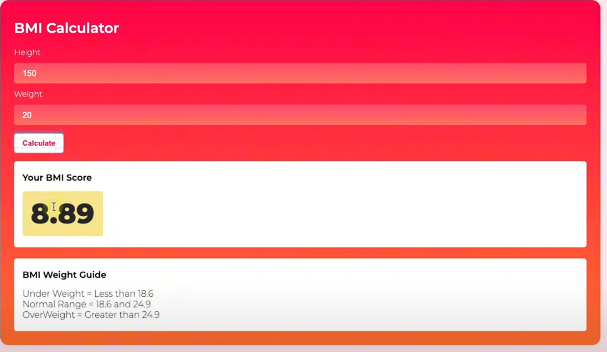 BMI Calculator
Height
150
Weight
20
Calculate
Your BMI Score
8.89
BMI Weight Guide
Under Weight = Less than 18.6
Normal Range = 18.6 and 24.9
OverWeight = Greater than 24.9